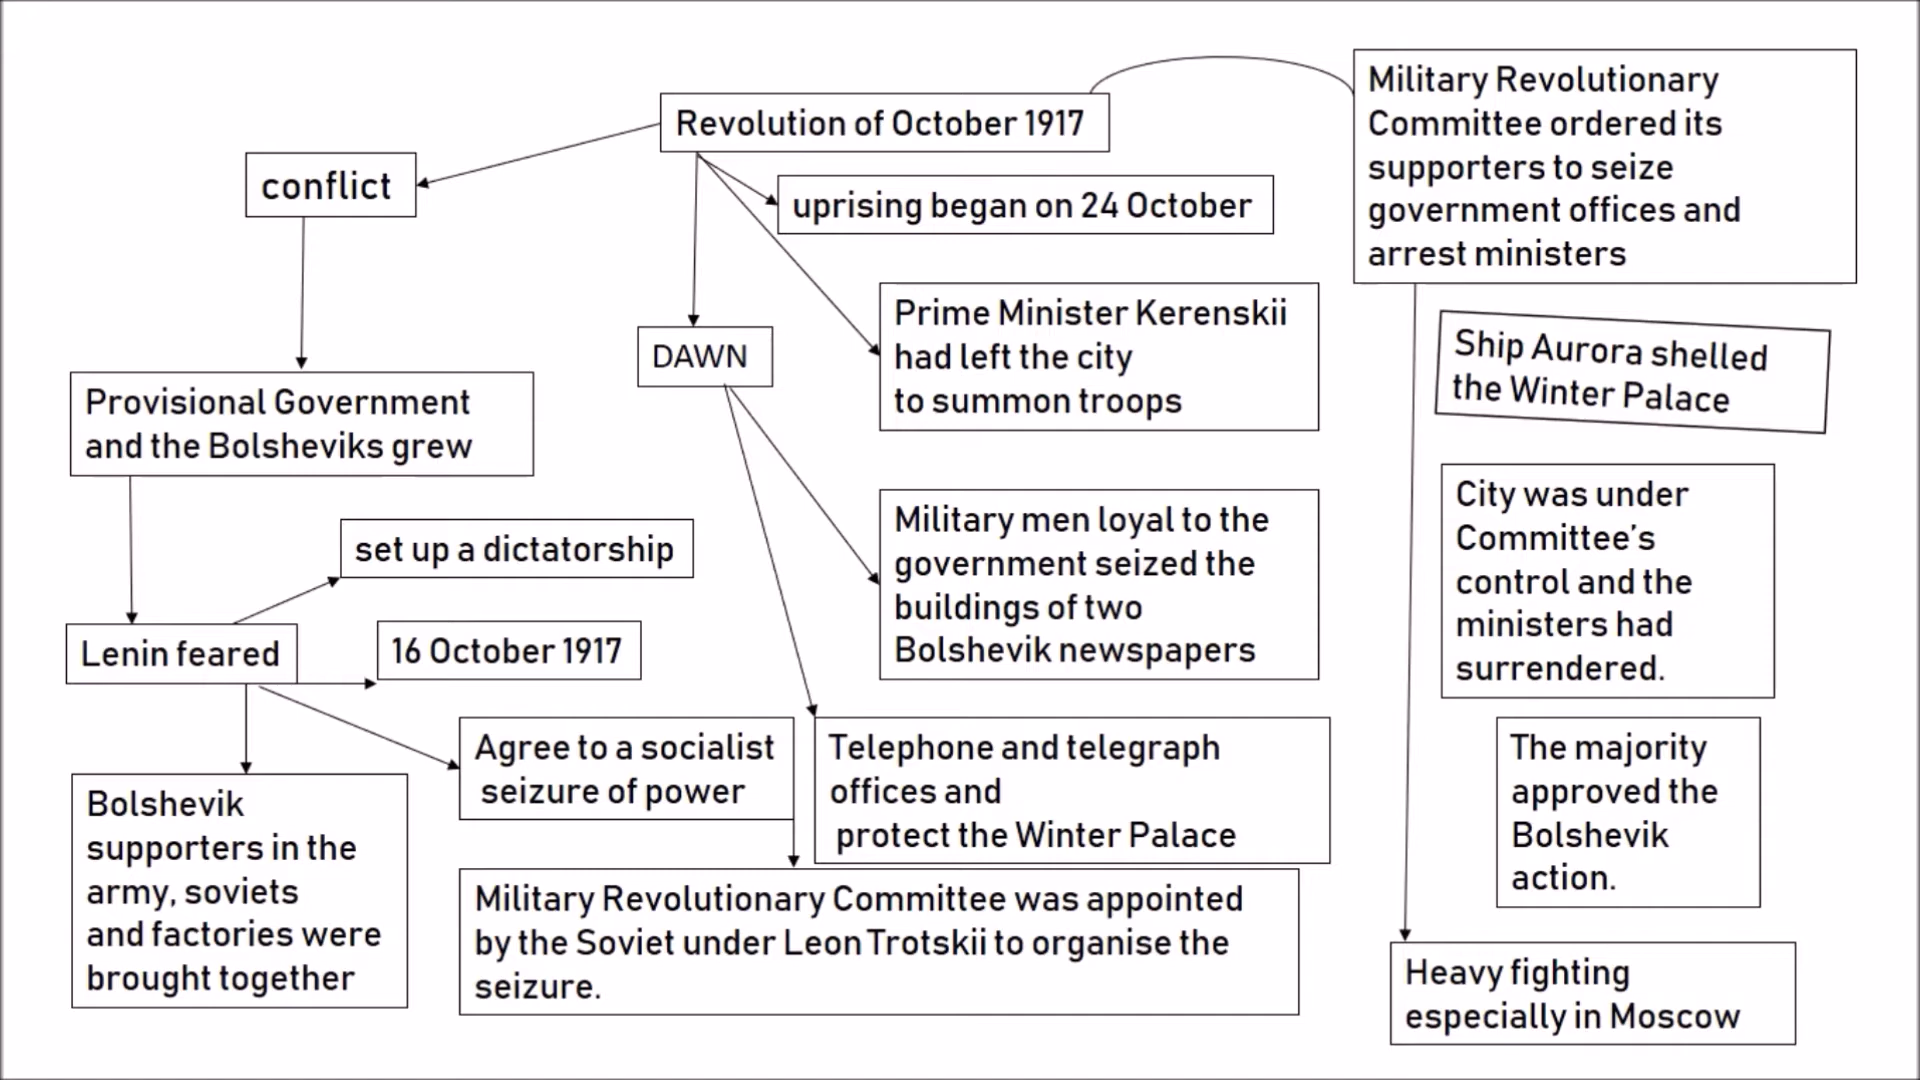 Revolution of October 1917
conflict
Provisional Government
and the Bolsheviks grew
Lenin feared
set up a dictatorship
16 October 1917
Bolshevik
supporters in the
army, soviets
and factories were
brought together
Agree to a socialist
seizure of power
Military Revolutionary Committee was appointed
by the Soviet under Leon Trotskii to organise the
seizure.
uprising began on 24 October
Prime Minister Kerenskii
had left the city
to summon troops
DAWN
Military men loyal to the
government seized the
buildings of two
Bolshevik newspapers
Telephone and telegraph
offices and
protect the Winter Palace
Military Revolutionary
Committee ordered its
supporters to seize
government offices and
arrest ministers
Ship Aurora shelled
the Winter Palace
City was under
Committee’s
control and the
ministers had
surrendered.
The majority
approved the
Bolshevik
action.
Heavy fighting
especially in Moscow